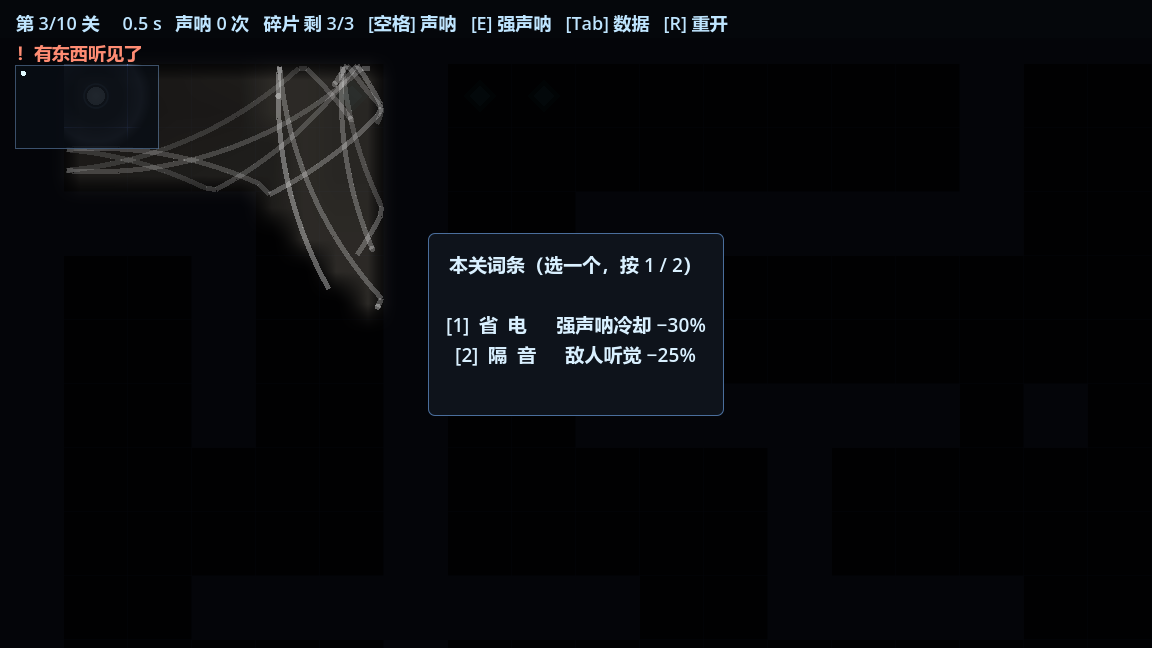 第 3/10 关 0.5 s 声呐 0 次 碎片 剩 3/3 [空格] 声呐 [E] 强声呐 [Tab] 数据 [R] 重开
！有东西听见了
本关词条（选一个，按 1 / 2）
[1] 省 电 强声呐冷却 −30%
[2] 隔 音 敌人听觉 −25%